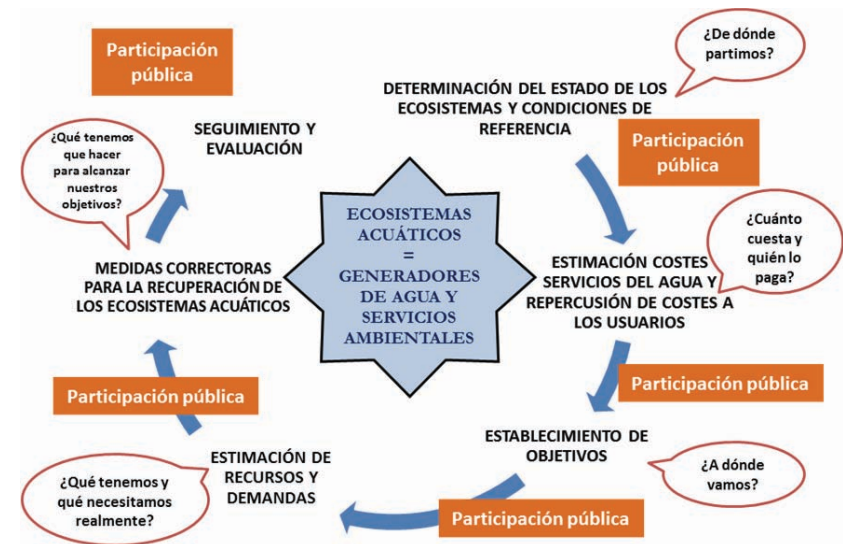 Participación
pública
¿De dónde
partimos?
DETERMINACIÓN DEL ESTADO DE LOS
ECOSISTEMAS Y CONDICIONES DE
REFERENCIA
Participación
pública
¿Cuánto
cuesta y
quién lo
paga?
ESTIMACIÓN COSTES
SERVICIOS DEL AGUA Y
REPERCUSIÓN DE COSTES A
LOS USUARIOS
Participación pública
ESTABLECIMIENTO DE
OBJETIVOS
¿A dónde
vamos?
Participación pública
ESTIMACIÓN DE
RECURSOS Y
DEMANDAS
¿Qué tenemos y
qué necesitamos
realmente?
Participación pública
MEDIDAS CORRECTORAS
PARA LA RECUPERACIÓN DE
LOS ECOSISTEMAS ACUÁTICOS
¿Qué tenemos
que hacer
para alcanzar
nuestros
objetivos?
SEGUIMIENTO Y
EVALUACIÓN
ECOSISTEMAS
ACUÁTICOS
=
GENERADORES
DE AGUA Y
SERVICIOS
AMBIENTALES